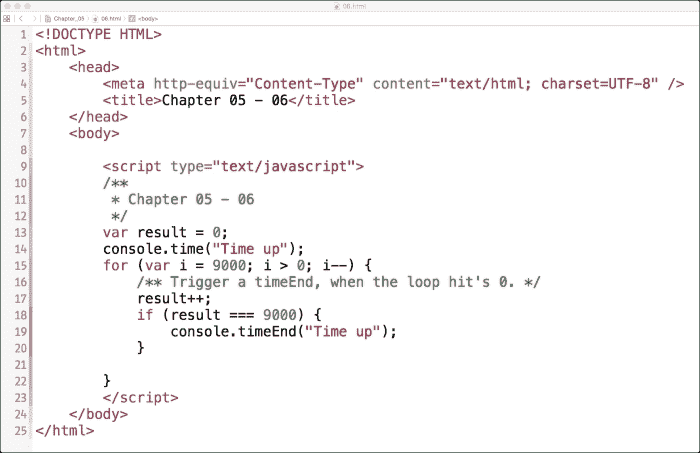 06.html
Chapter_05 06.html <body>
1 <!DOCTYPE HTML>
2 <html>
3 <head>
4 <meta http-equiv="Content-Type" content="text/html; charset=UTF-8" />
5 <title>Chapter 05 - 06</title>
6 </head>
7 <body>
8
9 <script type="text/javascript">
10 /**
11 * Chapter 05 - 06
12 */
13 var result = 0;
14 console.time("Time up");
15 for (var i = 9000; i > 0; i--) {
16 /** Trigger a timeEnd, when the loop hit's 0. */
17 result++;
18 if (result === 9000) {
19 console.timeEnd("Time up");
20 }
21
22 }
23 </script>
24 </body>
25 </html>